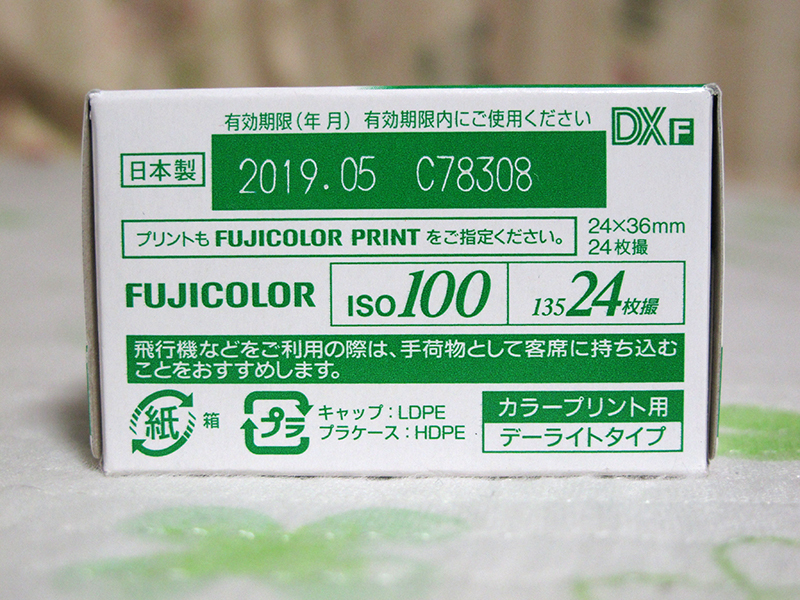 有効期限(年月) 有効期限内にご使用ください
DX F
日本製
2019.05 C78308
プリントも FUJICOLOR PRINT をご指定ください。
24×36mm
24枚撮
FUJICOLOR
ISO100
135 24枚撮
飛行機などをご利用の際は、手荷物として客席に持ち込む
ことをおすすめします。
紙 箱
プラ
キャップ:LDPE
プラケース:HDPE
カラープリント用
デーライトタイプ